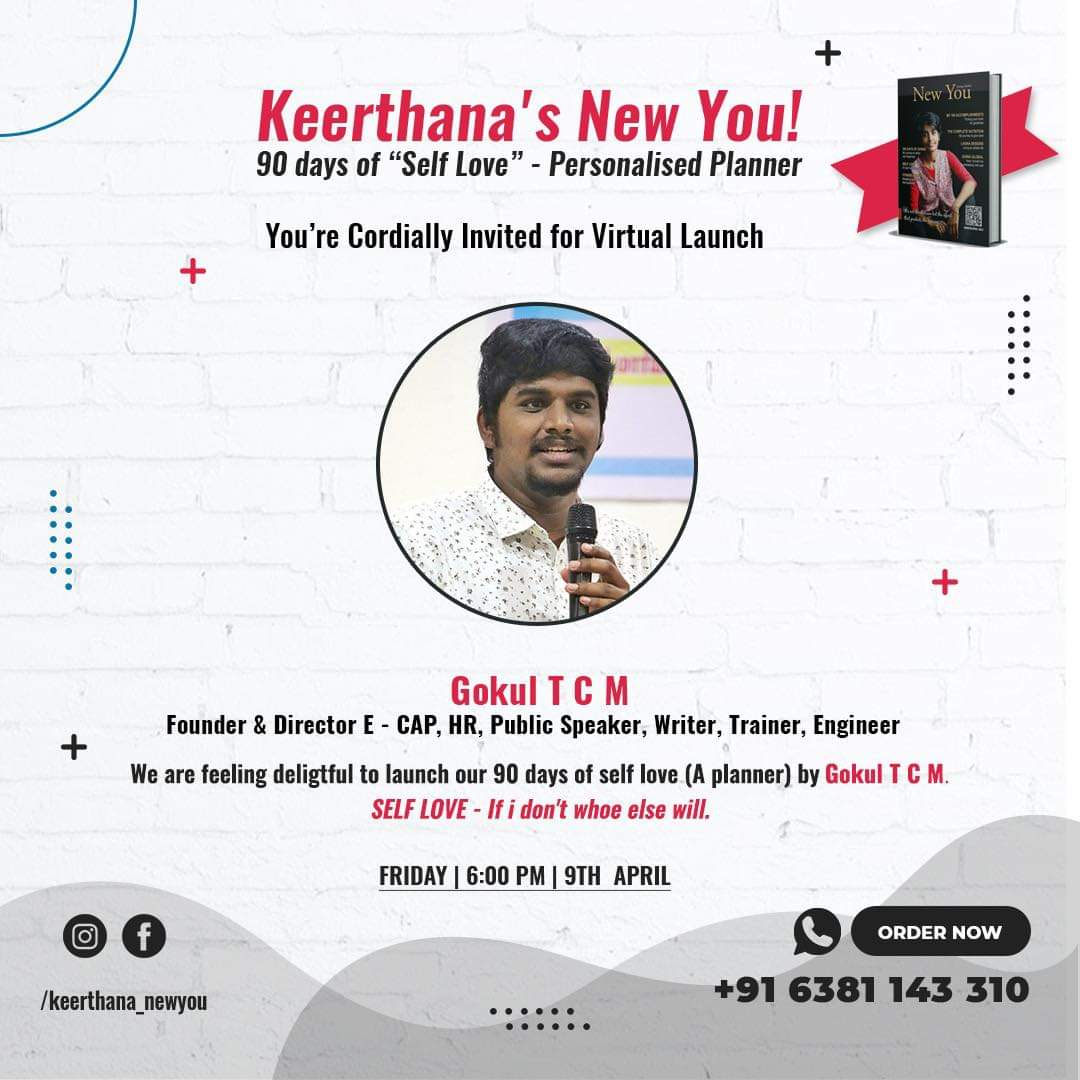 Keerthana's New You!
90 days of “Self Love” - Personalised Planner
You’re Cordially Invited for Virtual Launch
New You
Gokul T C M
Founder & Director E - CAP, HR, Public Speaker, Writer, Trainer, Engineer
We are feeling deligtful to launch our 90 days of self love (A planner) by Gokul T C M.
SELF LOVE - If i don't whoe else will.
FRIDAY | 6:00 PM | 9TH APRIL
ORDER NOW
+91 6381 143 310
/keerthana_newyou